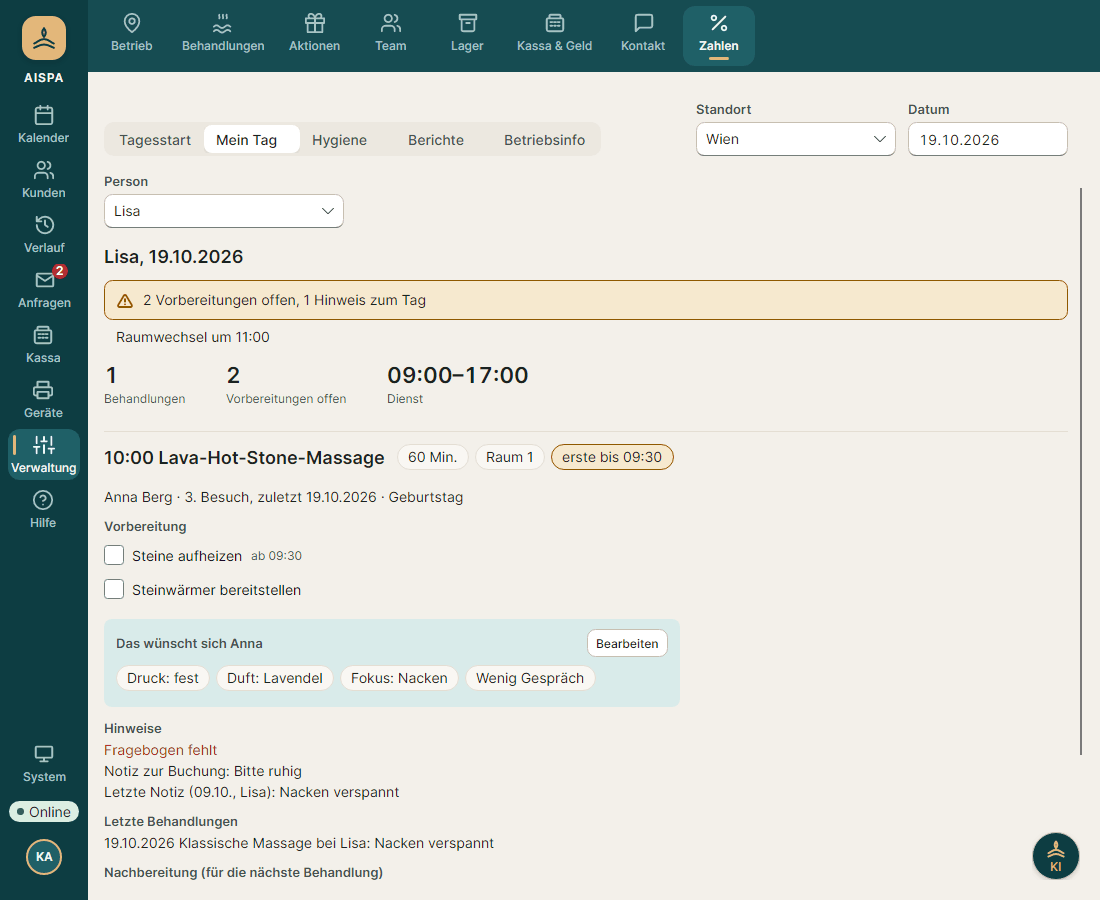 Betrieb
Behandlungen
Aktionen
Team
Lager
Kassa & Geld
Kontakt
Zahlen
AISPA
Kalender
Kunden
Verlauf
2
Anfragen
Kassa
Geräte
Verwaltung
Hilfe
System
Online
KA
Standort
Datum
Tagesstart
Mein Tag
Hygiene
Berichte
Betriebsinfo
Wien
19.10.2026
Person
Lisa
Lisa, 19.10.2026
2 Vorbereitungen offen, 1 Hinweis zum Tag
Raumwechsel um 11:00
1
2
09:00–17:00
Behandlungen
Vorbereitungen offen
Dienst
10:00 Lava-Hot-Stone-Massage
60 Min.
Raum 1
erste bis 09:30
Anna Berg · 3. Besuch, zuletzt 19.10.2026 · Geburtstag
Vorbereitung
Steine aufheizen ab 09:30
Steinwärmer bereitstellen
Das wünscht sich Anna
Bearbeiten
Druck: fest
Duft: Lavendel
Fokus: Nacken
Wenig Gespräch
Hinweise
Fragebogen fehlt
Notiz zur Buchung: Bitte ruhig
Letzte Notiz (09.10., Lisa): Nacken verspannt
Letzte Behandlungen
19.10.2026 Klassische Massage bei Lisa: Nacken verspannt
Nachbereitung (für die nächste Behandlung)
KI